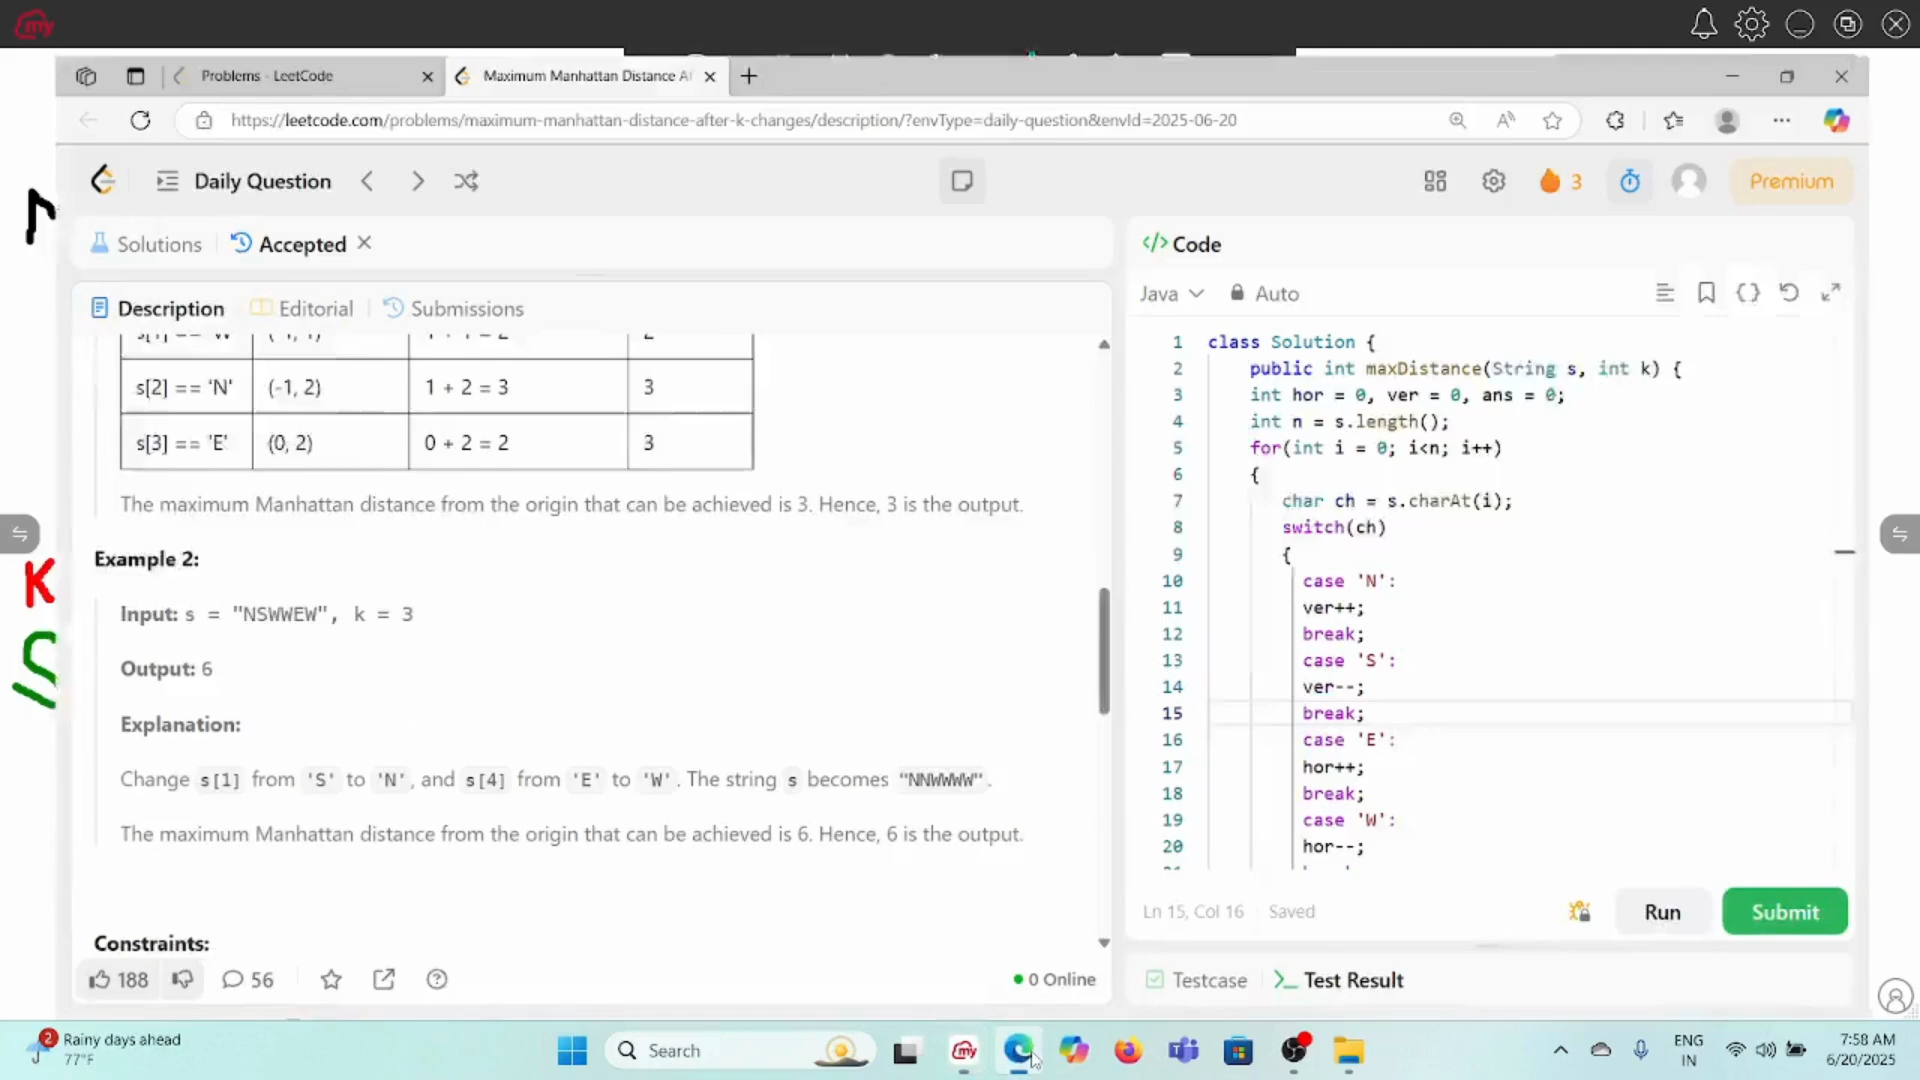 my
Problems - LeetCode
Maximum Manhattan Distance Af
https://leetcode.com/problems/maximum-manhattan-distance-after-k-changes/description/?envType=daily-question&envId=2025-06-20
Daily Question
3
Premium
Solutions
Accepted
Description
Editorial
Submissions
s[2] == 'N' (-1, 2) 1 + 2 = 3 3
s[3] == 'E' (0, 2) 0 + 2 = 2 3
The maximum Manhattan distance from the origin that can be achieved is 3. Hence, 3 is the output.
Example 2:
Input: s = "NSWWEW", k = 3
Output: 6
Explanation:
Change s[1] from 'S' to 'N', and s[4] from 'E' to 'W'. The string s becomes "NNWWWW".
The maximum Manhattan distance from the origin that can be achieved is 6. Hence, 6 is the output.
Constraints:
188
56
0 Online
K
S
</> Code
Java
Auto
1 class Solution {
2 public int maxDistance(String s, int k) {
3 int hor = 0, ver = 0, ans = 0;
4 int n = s.length();
5 for(int i = 0; i<n; i++)
6 {
7 char ch = s.charAt(i);
8 switch(ch)
9 {
10 case 'N':
11 ver++;
12 break;
13 case 'S':
14 ver--;
15 break;
16 case 'E':
17 hor++;
18 break;
19 case 'W':
20 hor--;
Ln 15, Col 16
Saved
Run
Submit
Testcase
>_ Test Result
2
Rainy days ahead
77°F
Search
my
ENG
IN
7:58 AM
6/20/2025